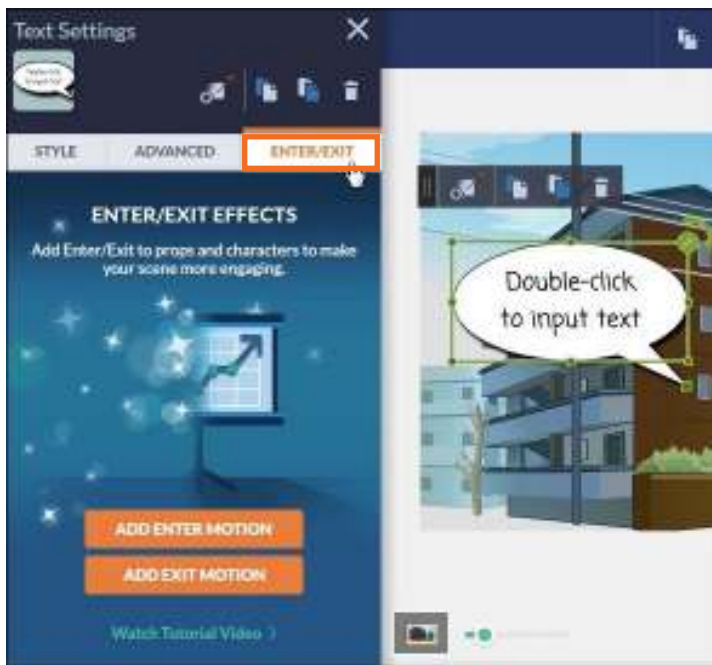 Text Settings
STYLE
ADVANCED
ENTER/EXIT
ENTER/EXIT EFFECTS
Add Enter/Exit to props and characters to make
your scene more engaging.
ADD ENTER MOTION
ADD EXIT MOTION
Watch Tutorial Video >
Double-click
to input text